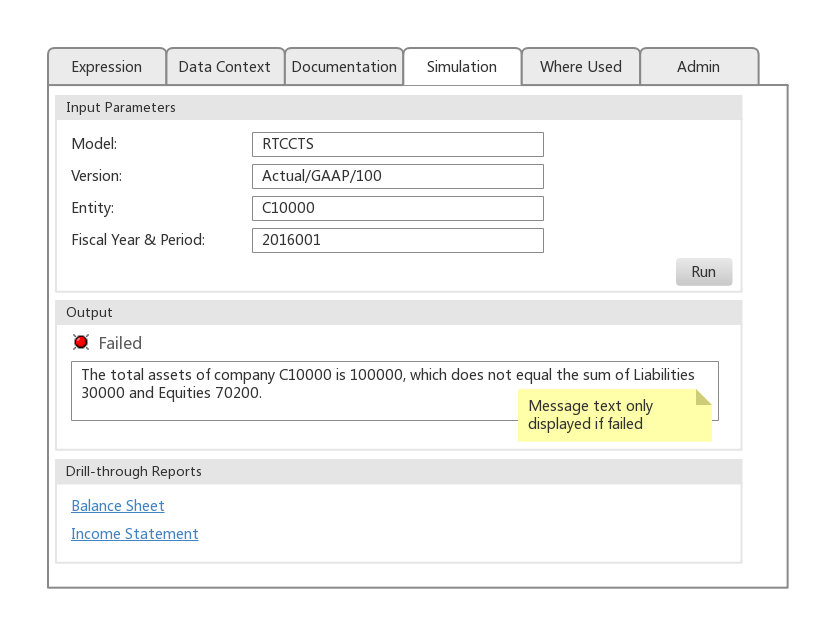 Expression Data Context Documentation Simulation Where Used Admin
Input Parameters
Model: RTCCTS
Version: Actual/GAAP/100
Entity: C10000
Fiscal Year & Period: 2016001
Run
Output
Failed
The total assets of company C10000 is 100000, which does not equal the sum of Liabilities
30000 and Equities 70200.
Message text only
displayed if failed
Drill-through Reports
Balance Sheet
Income Statement